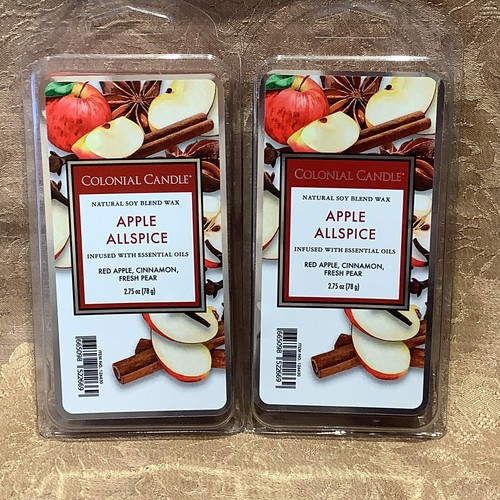 COLONIAL CANDLE®
NATURAL SOY BLEND WAX
APPLE
ALLSPICE
INFUSED WITH ESSENTIAL OILS
RED APPLE, CINNAMON,
FRESH PEAR
2.75 oz (78 g)
COLONIAL CANDLE®
NATURAL SOY BLEND WAX
APPLE
ALLSPICE
INFUSED WITH ESSENTIAL OILS
RED APPLE, CINNAMON,
FRESH PEAR
2.75 oz (78 g)